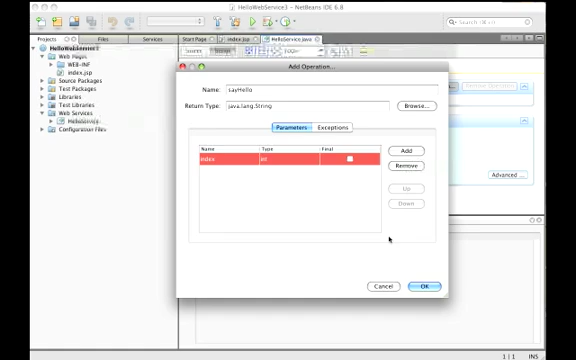 HelloWebService3 - NetBeans IDE 6.8
Search
Projects
Files
Services
Start Page
index.jsp
HelloService.java
Source
WEB-INF
Web Pages
index.jsp
Source Packages
Test Packages
Libraries
Test Libraries
Web Services
Configuration Files
Add Operation...
Name: sayHello
Return Type: java.lang.String
Browse...
Parameters
Exceptions
Name
Type
Final
index
int
Add
Remove
Up
Down
Cancel
OK
Remove Operation
Advanced ...
1 | 1
INS